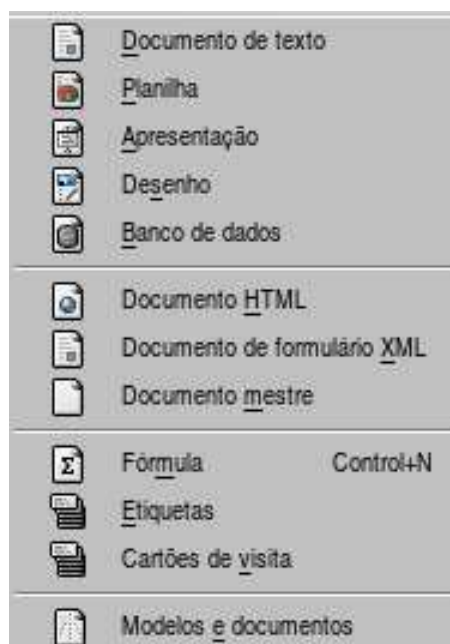 Documento de texto
Planilha
Apresentação
Desenho
Banco de dados
Documento HTML
Documento de formulário XML
Documento mestre
Fórmula Control+N
Etiquetas
Cartões de visita
Modelos e documentos